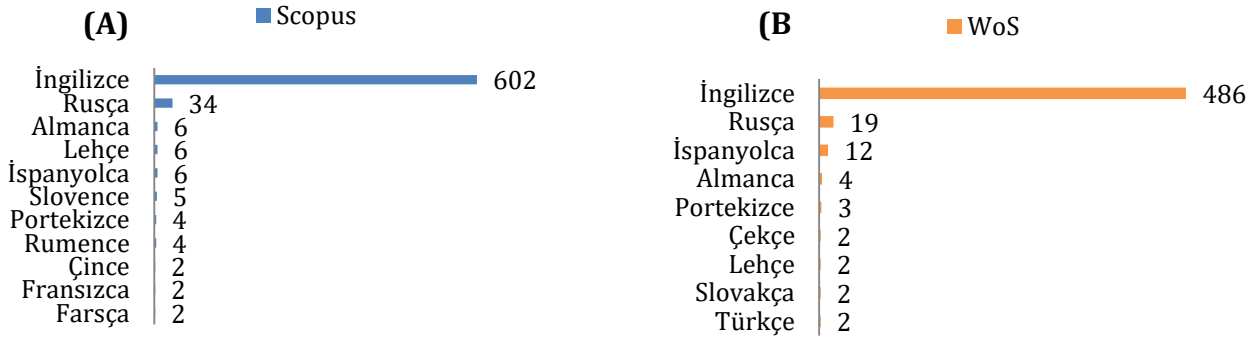 (A)
Scopus
İngilizce 602
Rusça 34
Almanca 6
Lehçe 6
İspanyolca 6
Slovence 5
Portekizce 4
Rumence 4
Çince 2
Fransızca 2
Farsça 2
(B
WoS
İngilizce 486
Rusça 19
İspanyolca 12
Almanca 4
Portekizce 3
Çekçe 2
Lehçe 2
Slovakça 2
Türkçe 2